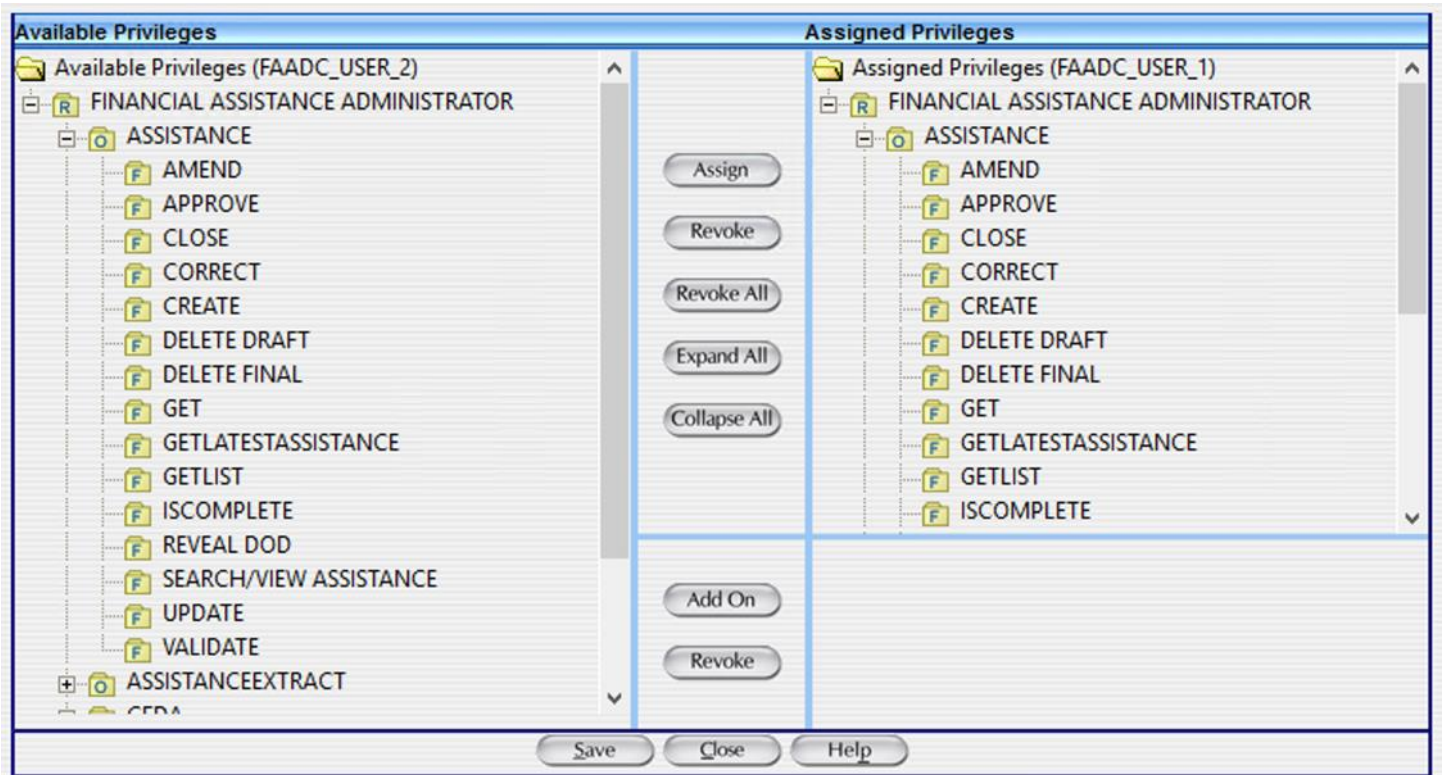 Available Privileges
Available Privileges (FAADC_USER_2)
R FINANCIAL ASSISTANCE ADMINISTRATOR
O ASSISTANCE
F AMEND
F APPROVE
F CLOSE
F CORRECT
F CREATE
F DELETE DRAFT
F DELETE FINAL
F GET
F GETLATESTASSISTANCE
F GETLIST
F ISCOMPLETE
F REVEAL DOD
F SEARCH/VIEW ASSISTANCE
F UPDATE
F VALIDATE
O ASSISTANCEEXTRACT
Assign
Revoke
Revoke All
Expand All
Collapse All
Add On
Revoke
Assigned Privileges
Assigned Privileges (FAADC_USER_1)
R FINANCIAL ASSISTANCE ADMINISTRATOR
O ASSISTANCE
F AMEND
F APPROVE
F CLOSE
F CORRECT
F CREATE
F DELETE DRAFT
F DELETE FINAL
F GET
F GETLATESTASSISTANCE
F GETLIST
F ISCOMPLETE
Save Close Help